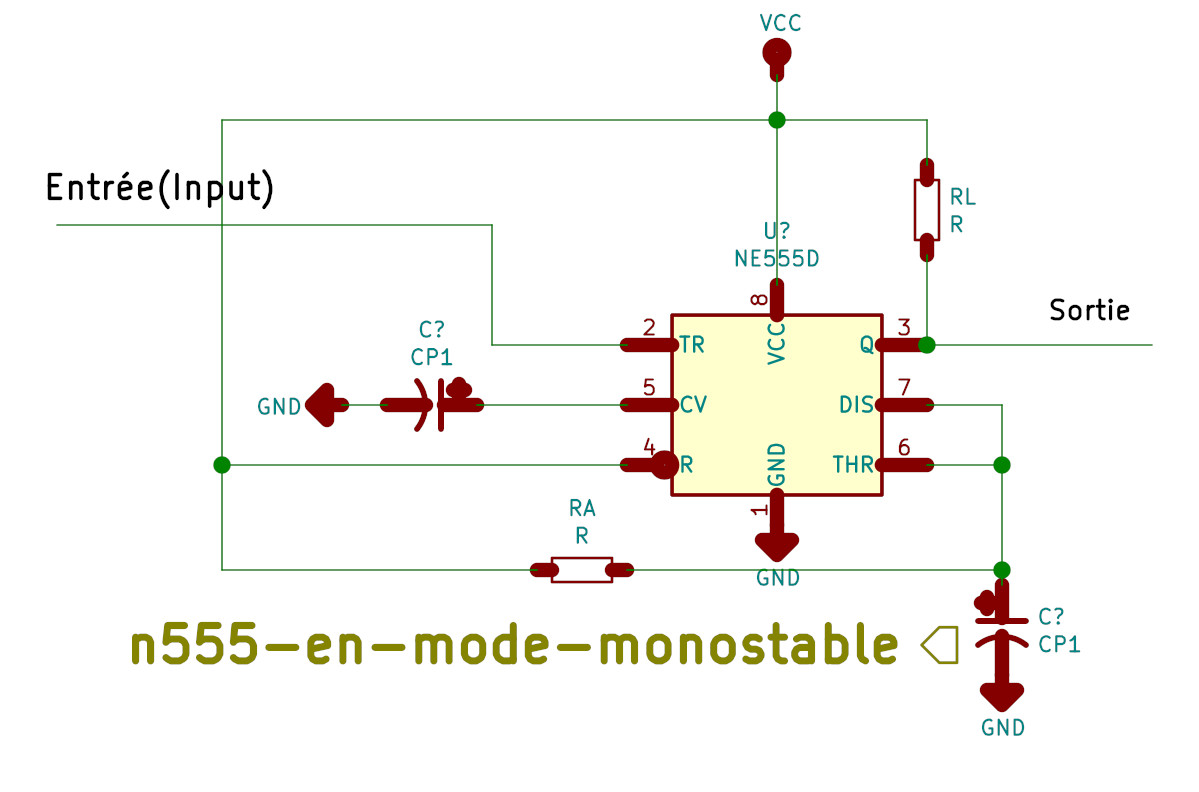 VCC
Entrée(Input)
RL
R
U?
NE555D
8
Sortie
C?
CP1
2
TR
VCC
Q
3
GND
5
CV
DIS
7
4
R
GND
THR
6
RA
R
1
GND
n555-en-mode-monostable
C?
CP1
GND